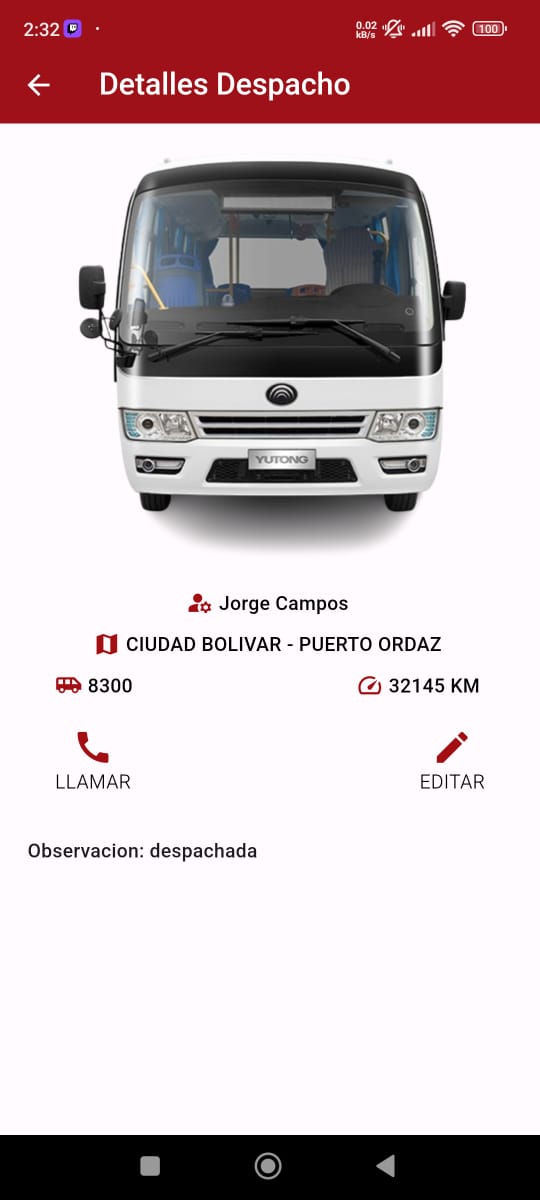 2:32
0.02
kB/s
100
Detalles Despacho
YUTONG
Jorge Campos
CIUDAD BOLIVAR - PUERTO ORDAZ
8300
32145 KM
LLAMAR
EDITAR
Observacion: despachada